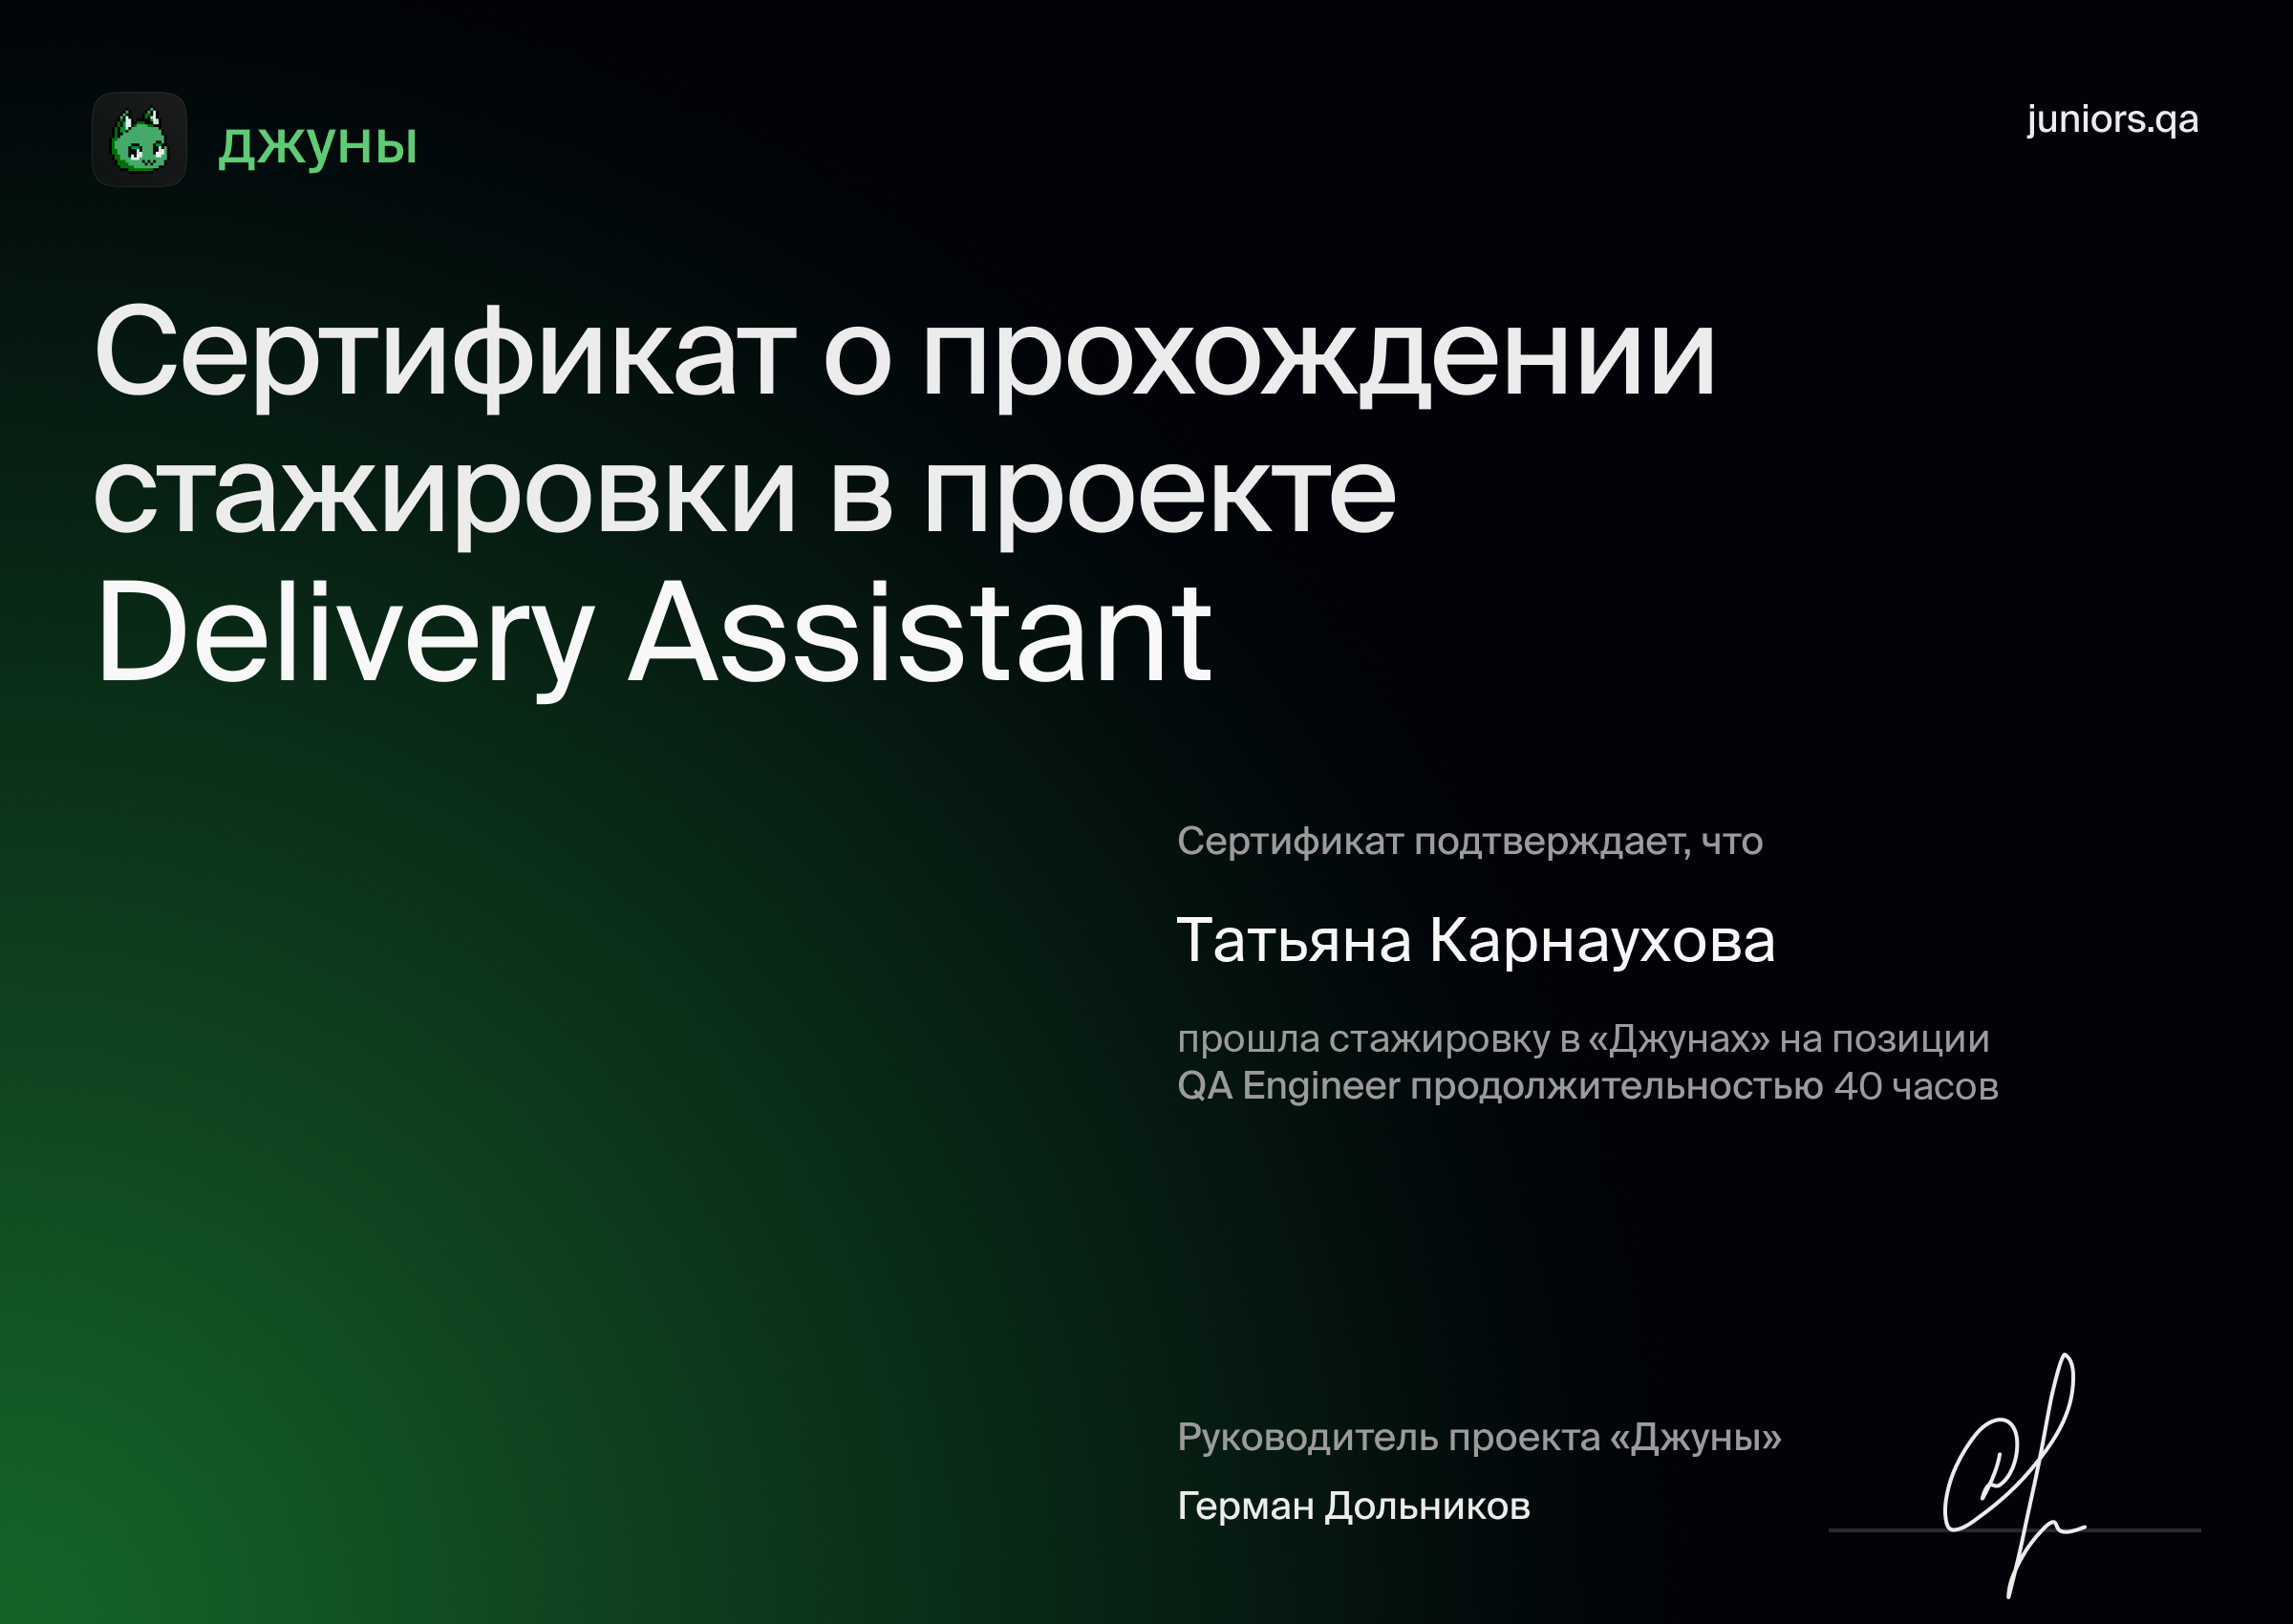 джуны
juniors.qa
Сертификат о прохождении
стажировки в проекте
Delivery Assistant
Сертификат подтверждает, что
Татьяна Карнаухова
прошла стажировку в «Джунах» на позиции
QA Engineer продолжительностью 40 часов
Руководитель проекта «Джуны»
Герман Дольников